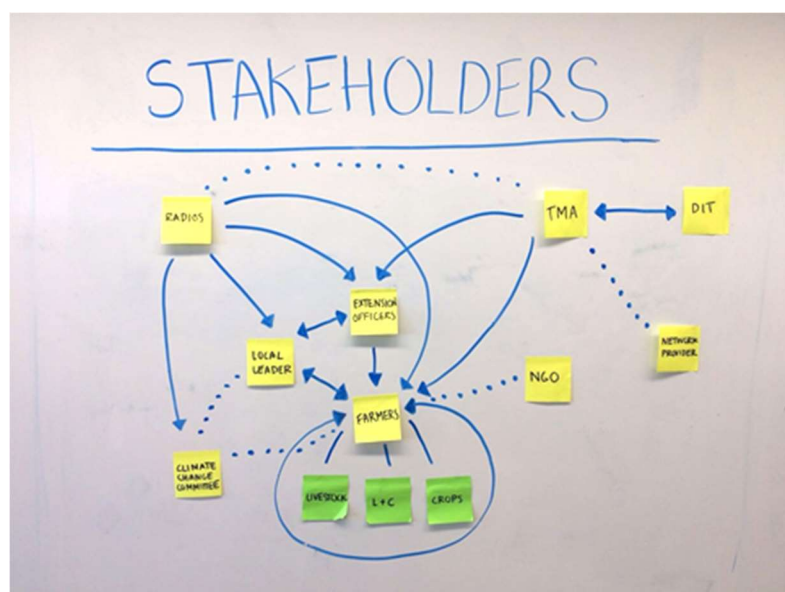 STAKEHOLDERS
RADIOS
TMA
DIT
EXTENSION
OFFICERS
LOCAL
LEADER
NETWORK
PROVIDER
NGO
FARMERS
CLIMATE
CHANGE
COMMITTEE
LIVESTOCK
L+C
CROPS